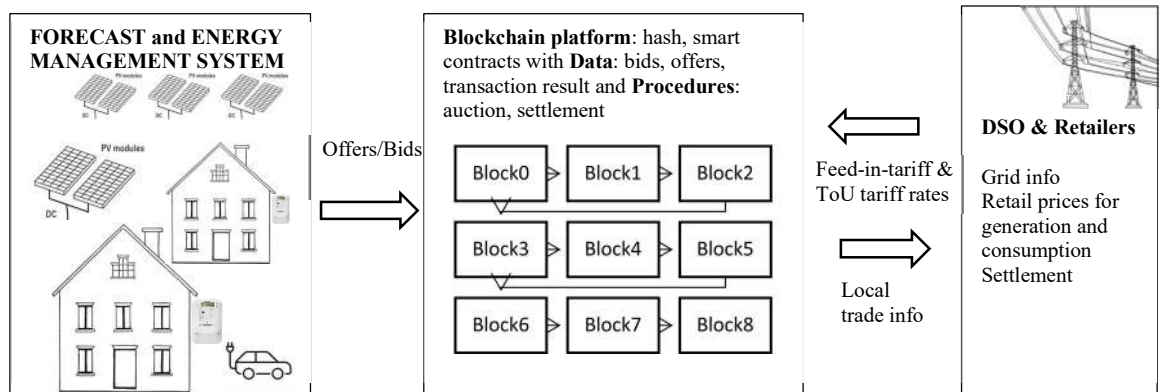 FORECAST and ENERGY
MANAGEMENT SYSTEM
PV modules
PV modules
PV modules
DC
DC
DC
PV modules
DC
Offers/Bids
Blockchain platform: hash, smart
contracts with Data: bids, offers,
transaction result and Procedures:
auction, settlement
Block0
Block1
Block2
Block3
Block4
Block5
Block6
Block7
Block8
Feed-in-tariff &
ToU tariff rates
Local
trade info
DSO & Retailers
Grid info
Retail prices for
generation and
consumption
Settlement